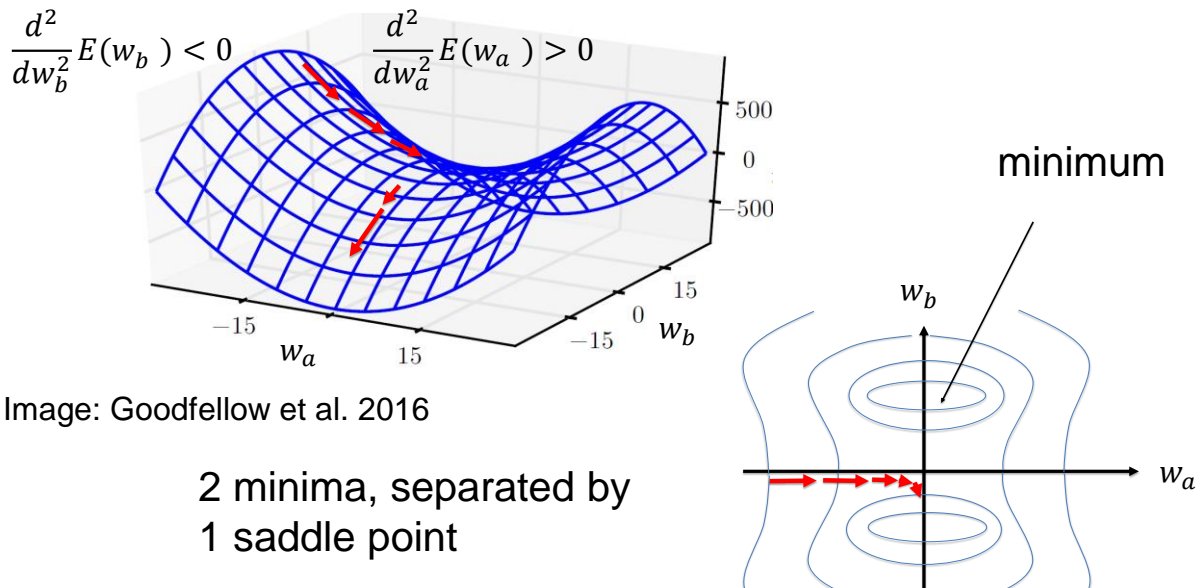 d²/dw_b² E(w_b ) < 0
d²/dw_a² E(w_a ) > 0
500
0
−500
−15
15
w_a
−15
0
15
w_b
minimum
w_b
w_a
Image: Goodfellow et al. 2016
2 minima, separated by
1 saddle point